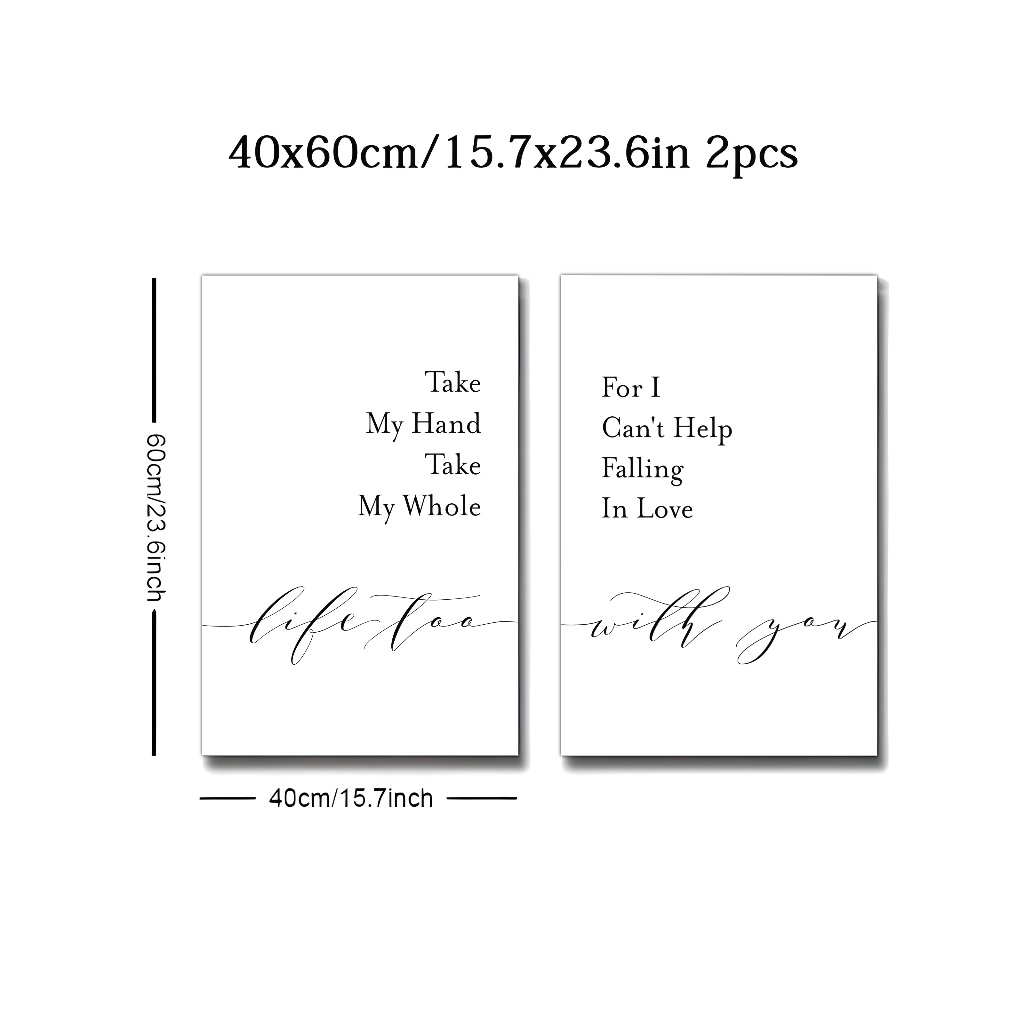 40x60cm/15.7x23.6in 2pcs
60cm/23.6inch
Take
My Hand
Take
My Whole
life too
For I
Can't Help
Falling
In Love
with you
40cm/15.7inch